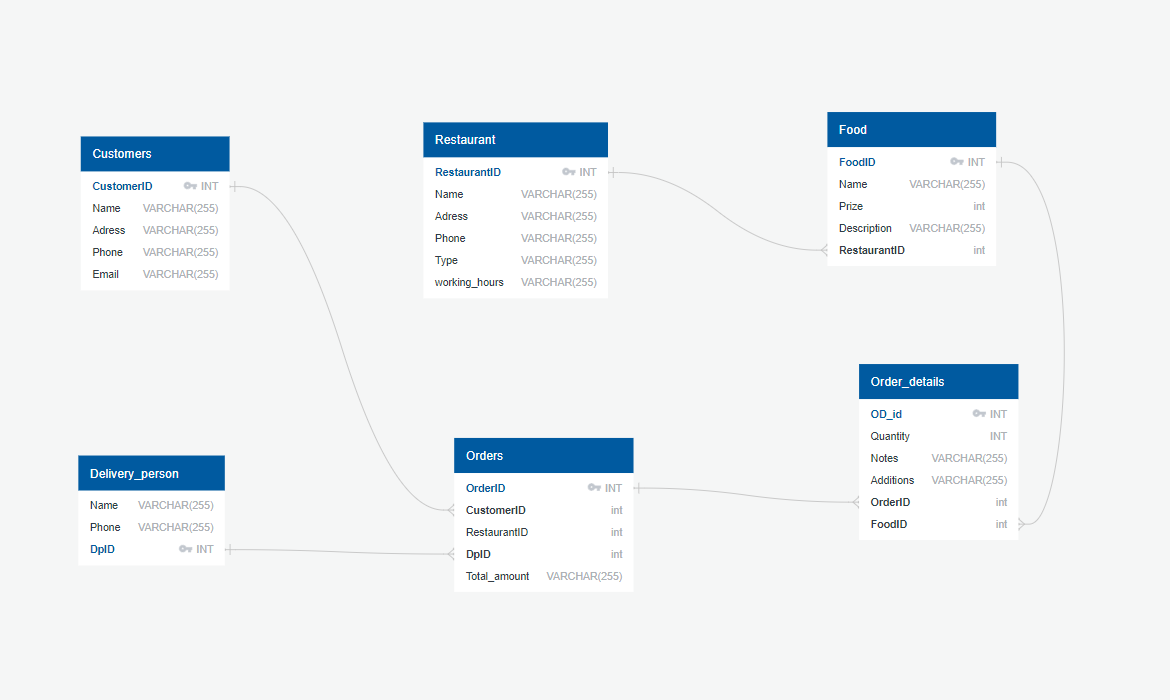 Customers
CustomerID INT
Name VARCHAR(255)
Adress VARCHAR(255)
Phone VARCHAR(255)
Email VARCHAR(255)
Restaurant
RestaurantID INT
Name VARCHAR(255)
Adress VARCHAR(255)
Phone VARCHAR(255)
Type VARCHAR(255)
working_hours VARCHAR(255)
Food
FoodID INT
Name VARCHAR(255)
Prize int
Description VARCHAR(255)
RestaurantID int
Delivery_person
Name VARCHAR(255)
Phone VARCHAR(255)
DpID INT
Orders
OrderID INT
CustomerID int
RestaurantID int
DpID int
Total_amount VARCHAR(255)
Order_details
OD_id INT
Quantity INT
Notes VARCHAR(255)
Additions VARCHAR(255)
OrderID int
FoodID int